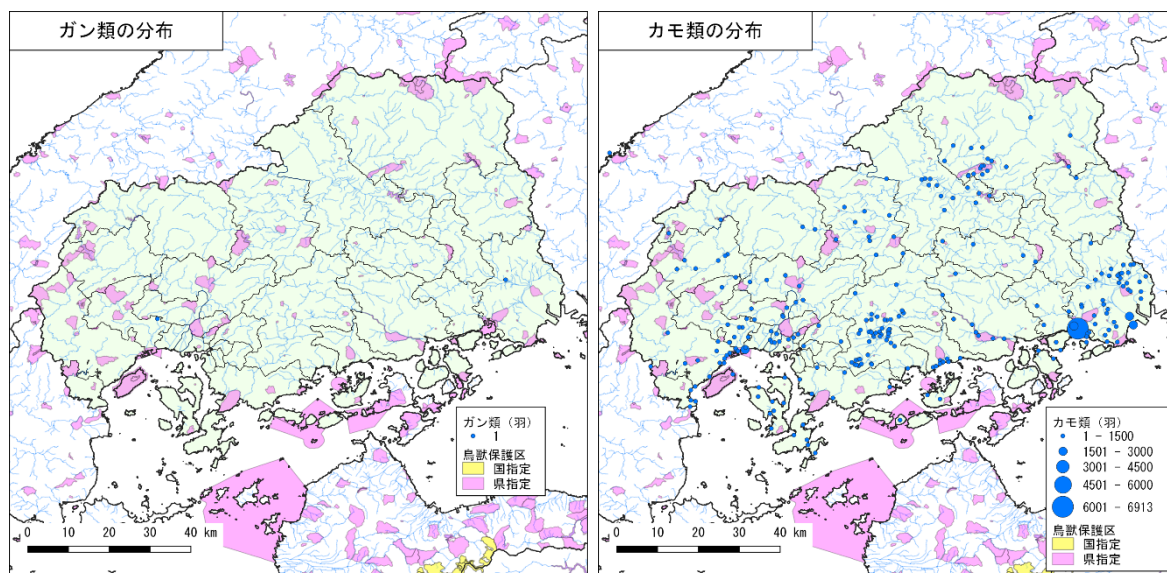 ガン類の分布
ガン類（羽）
1
鳥獣保護区
国指定
県指定
0 10 20 30 40 km
カモ類の分布
カモ類（羽）
1 - 1500
1501 - 3000
3001 - 4500
4501 - 6000
6001 - 6913
鳥獣保護区
国指定
県指定
0 10 20 30 40 km